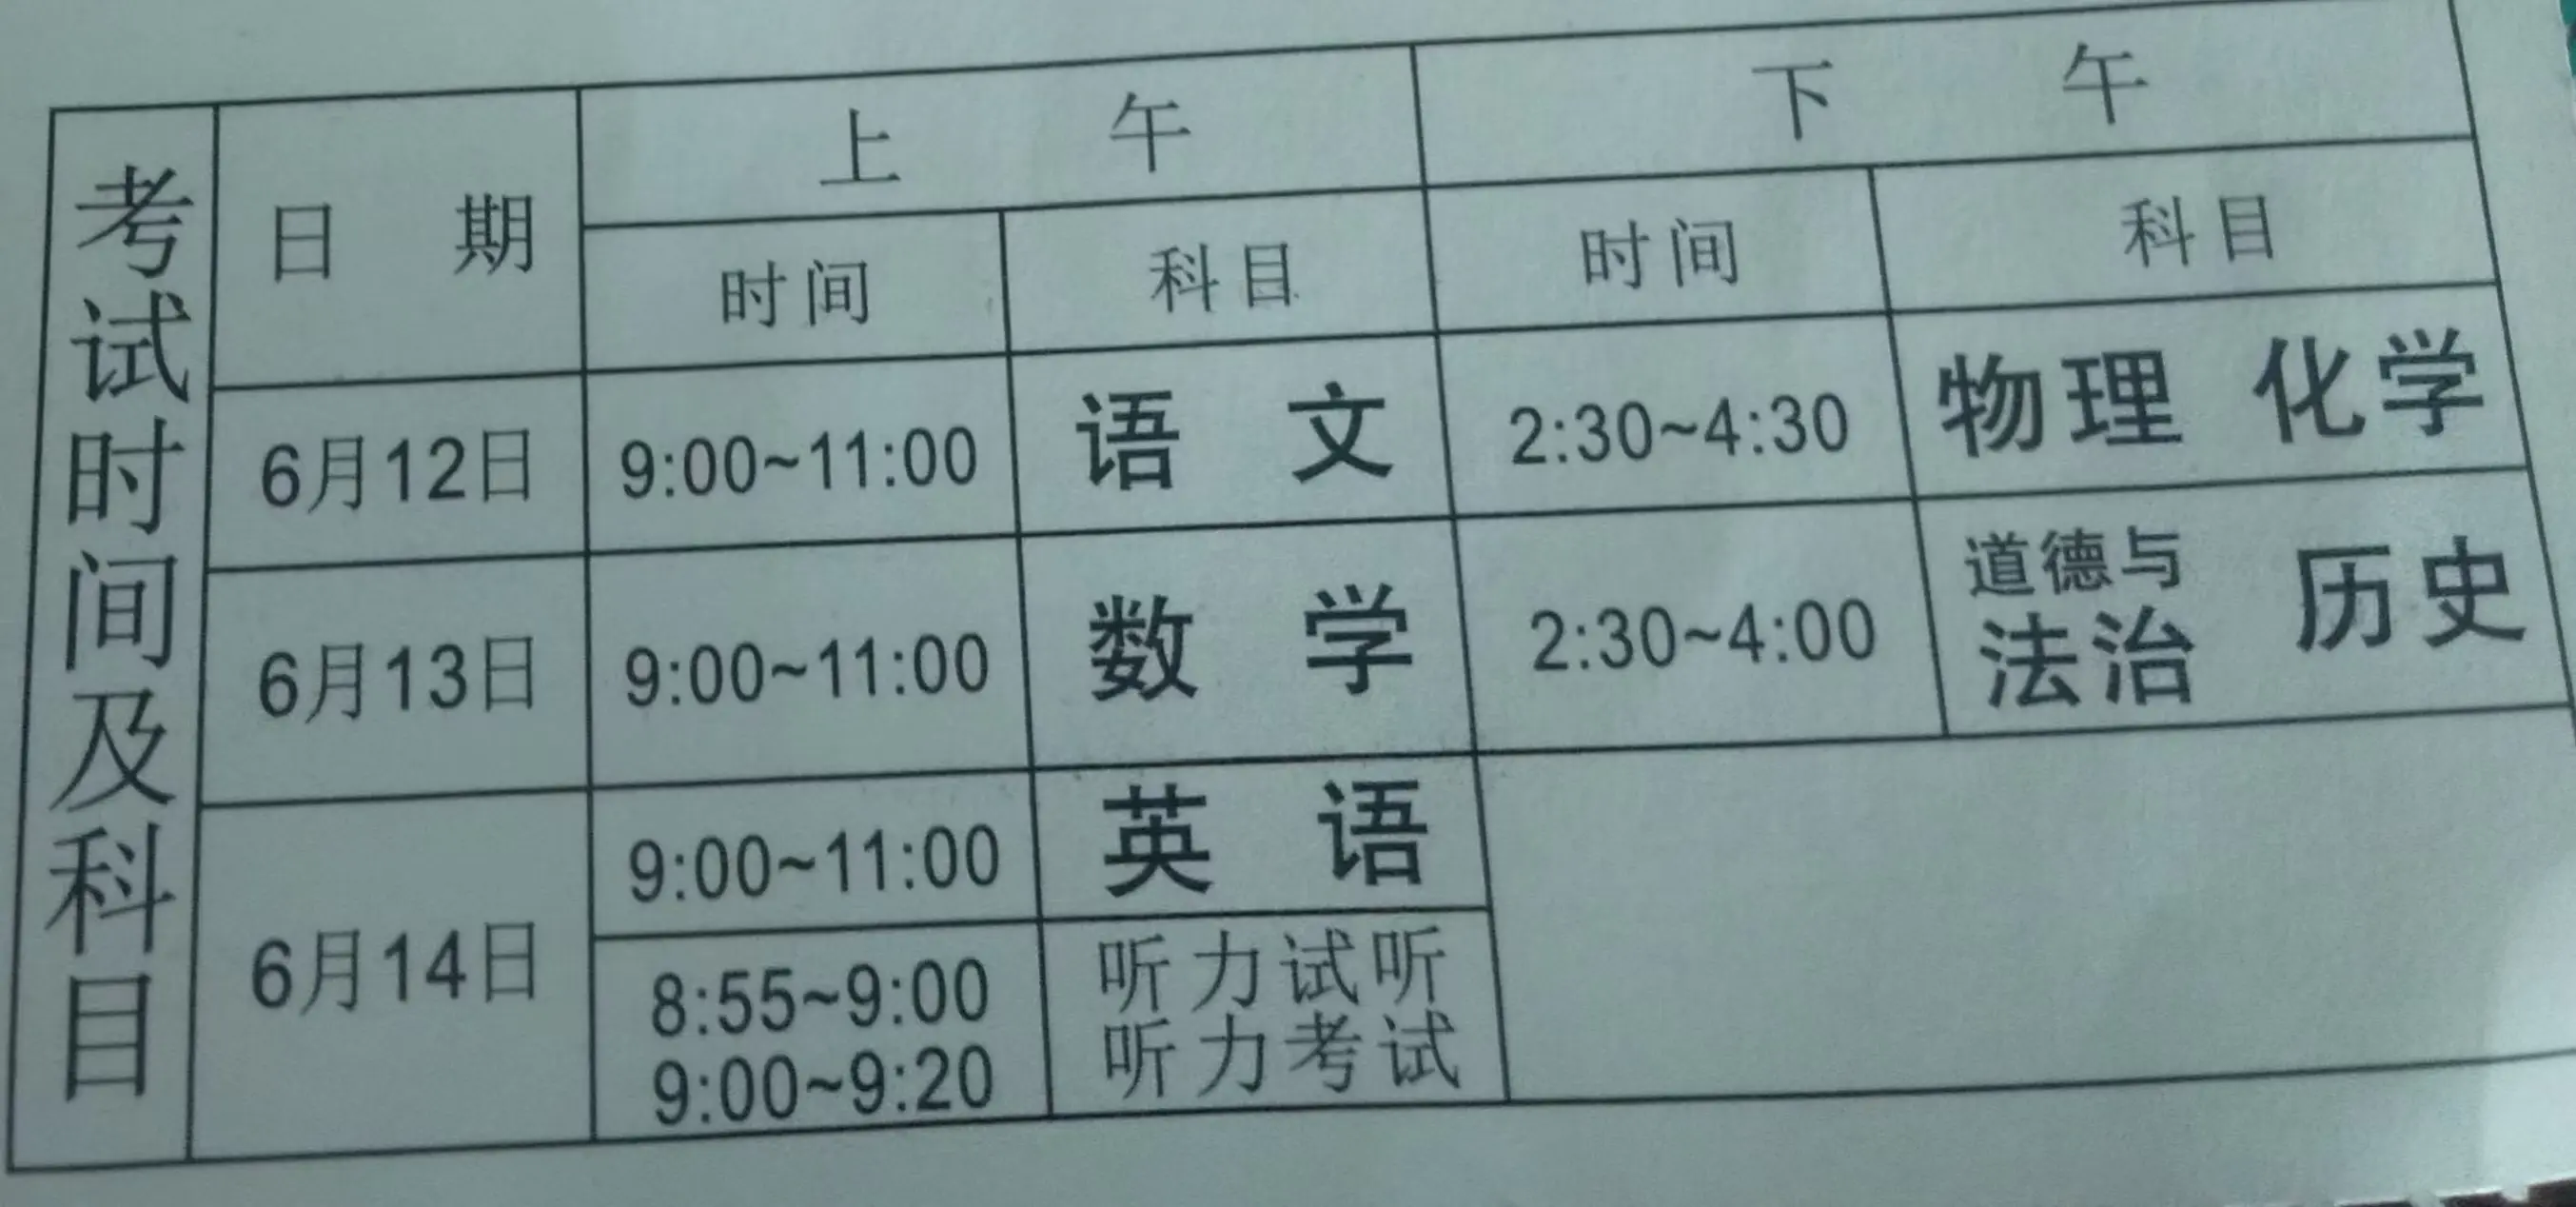 考试时间及科目
日 期
上 午
下 午
时间
科目
时间
科目
6月12日
9:00~11:00
语 文
2:30~4:30
物理 化学
6月13日
9:00~11:00
数 学
2:30~4:00
道德与
法治 历史
6月14日
9:00~11:00
英 语
8:55~9:00
听力试听
9:00~9:20
听力考试